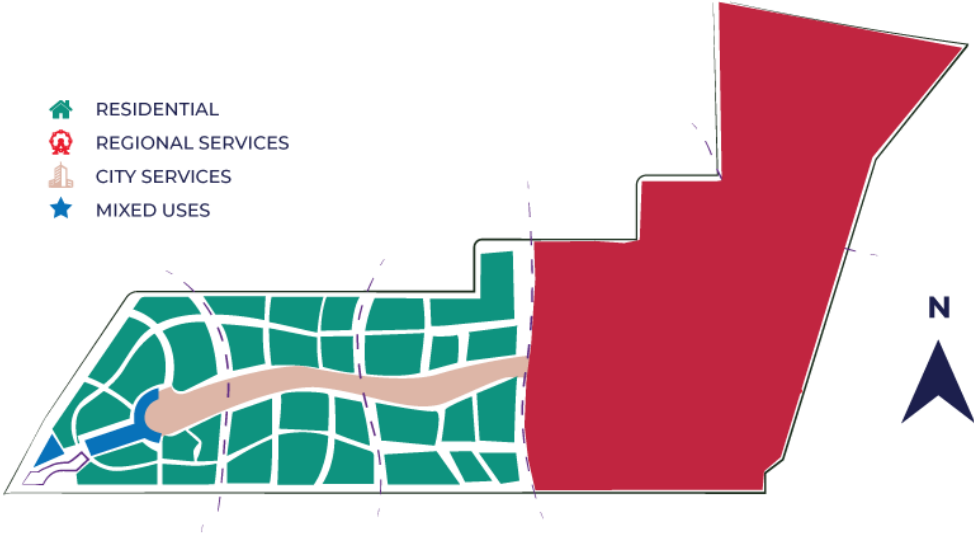 RESIDENTIAL
REGIONAL SERVICES
CITY SERVICES
MIXED USES
N